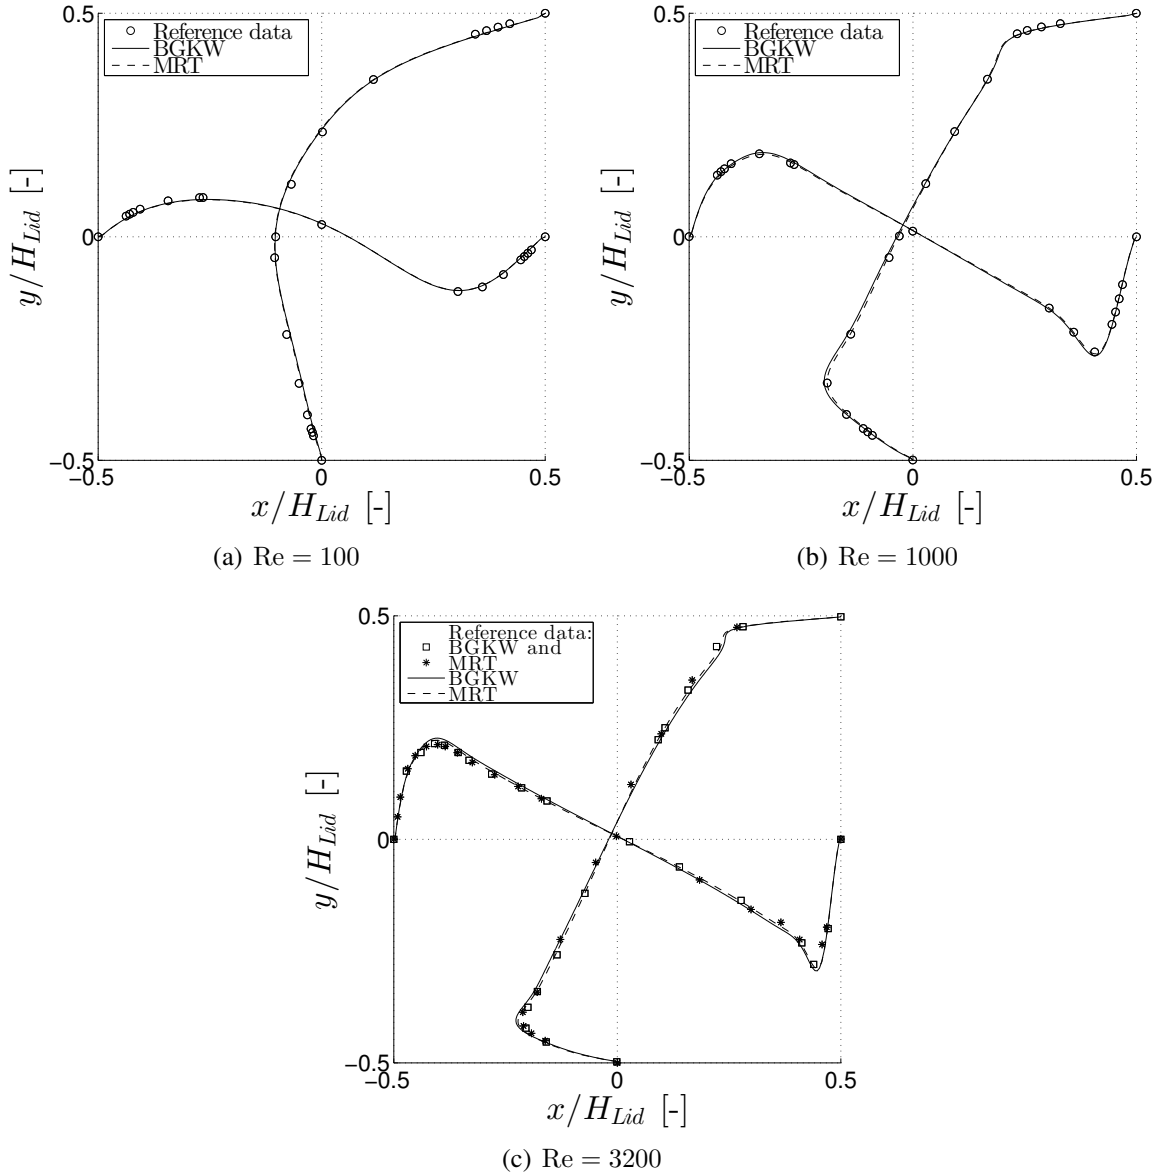 0.5
Reference data
BGKW
MRT
0
−0.5
−0.5
0
0.5
y/H_Lid [-]
x/H_Lid [-]
(a) Re = 100
0.5
Reference data
BGKW
MRT
0
−0.5
−0.5
0
0.5
y/H_Lid [-]
x/H_Lid [-]
(b) Re = 1000
0.5
Reference data:
BGKW and
MRT
BGKW
MRT
0
−0.5
−0.5
0
0.5
y/H_Lid [-]
x/H_Lid [-]
(c) Re = 3200